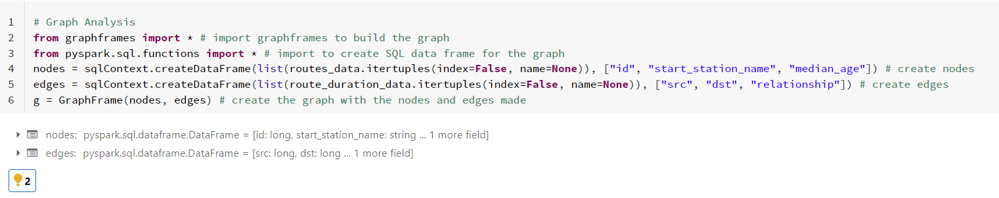 1 # Graph Analysis
2 from graphframes import * # import graphframes to build the graph
3 from pyspark.sql.functions import * # import to create SQL data frame for the graph
4 nodes = sqlContext.createDataFrame(list(routes_data.itertuples(index=False, name=None)), ["id", "start_station_name", "median_age"]) # create nodes
5 edges = sqlContext.createDataFrame(list(route_duration_data.itertuples(index=False, name=None)), ["src", "dst", "relationship"]) # create edges
6 g = GraphFrame(nodes, edges) # create the graph with the nodes and edges made
nodes: pyspark.sql.dataframe.DataFrame = [id: long, start_station_name: string ... 1 more field]
edges: pyspark.sql.dataframe.DataFrame = [src: long, dst: long ... 1 more field]
2